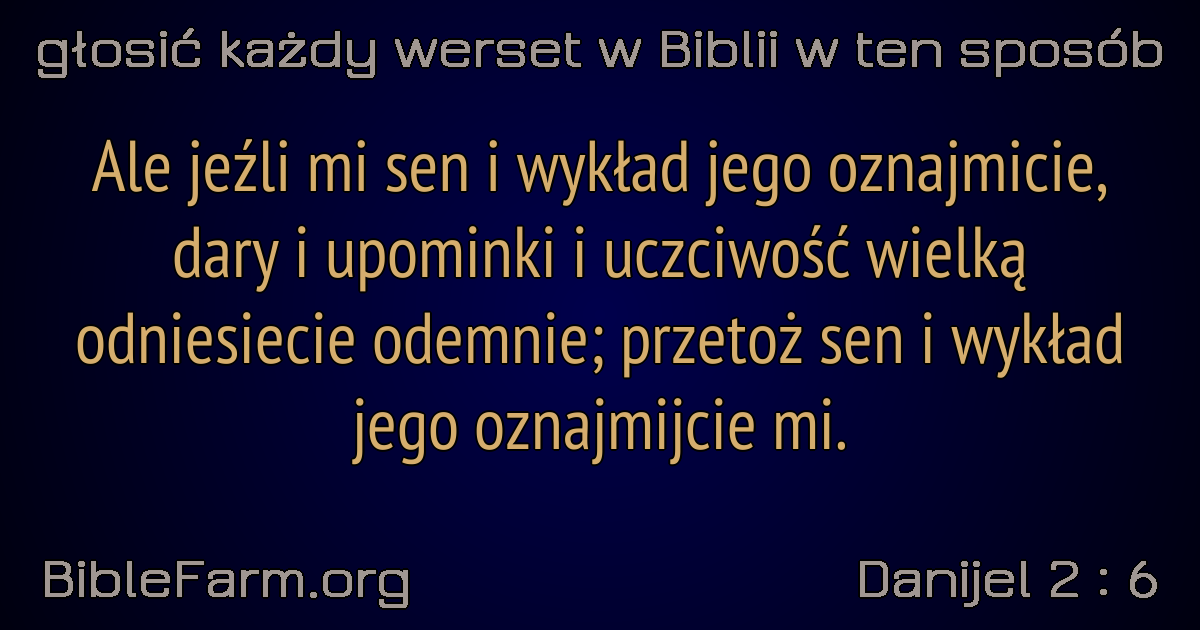 głosić każdy werset w Biblii w ten sposób
Ale jeźli mi sen i wykład jego oznajmicie,
dary i upominki i uczciwość wielką
odniesiecie odemnie; przetoż sen i wykład
jego oznajmijcie mi.
BibleFarm.org
Danijel 2 : 6